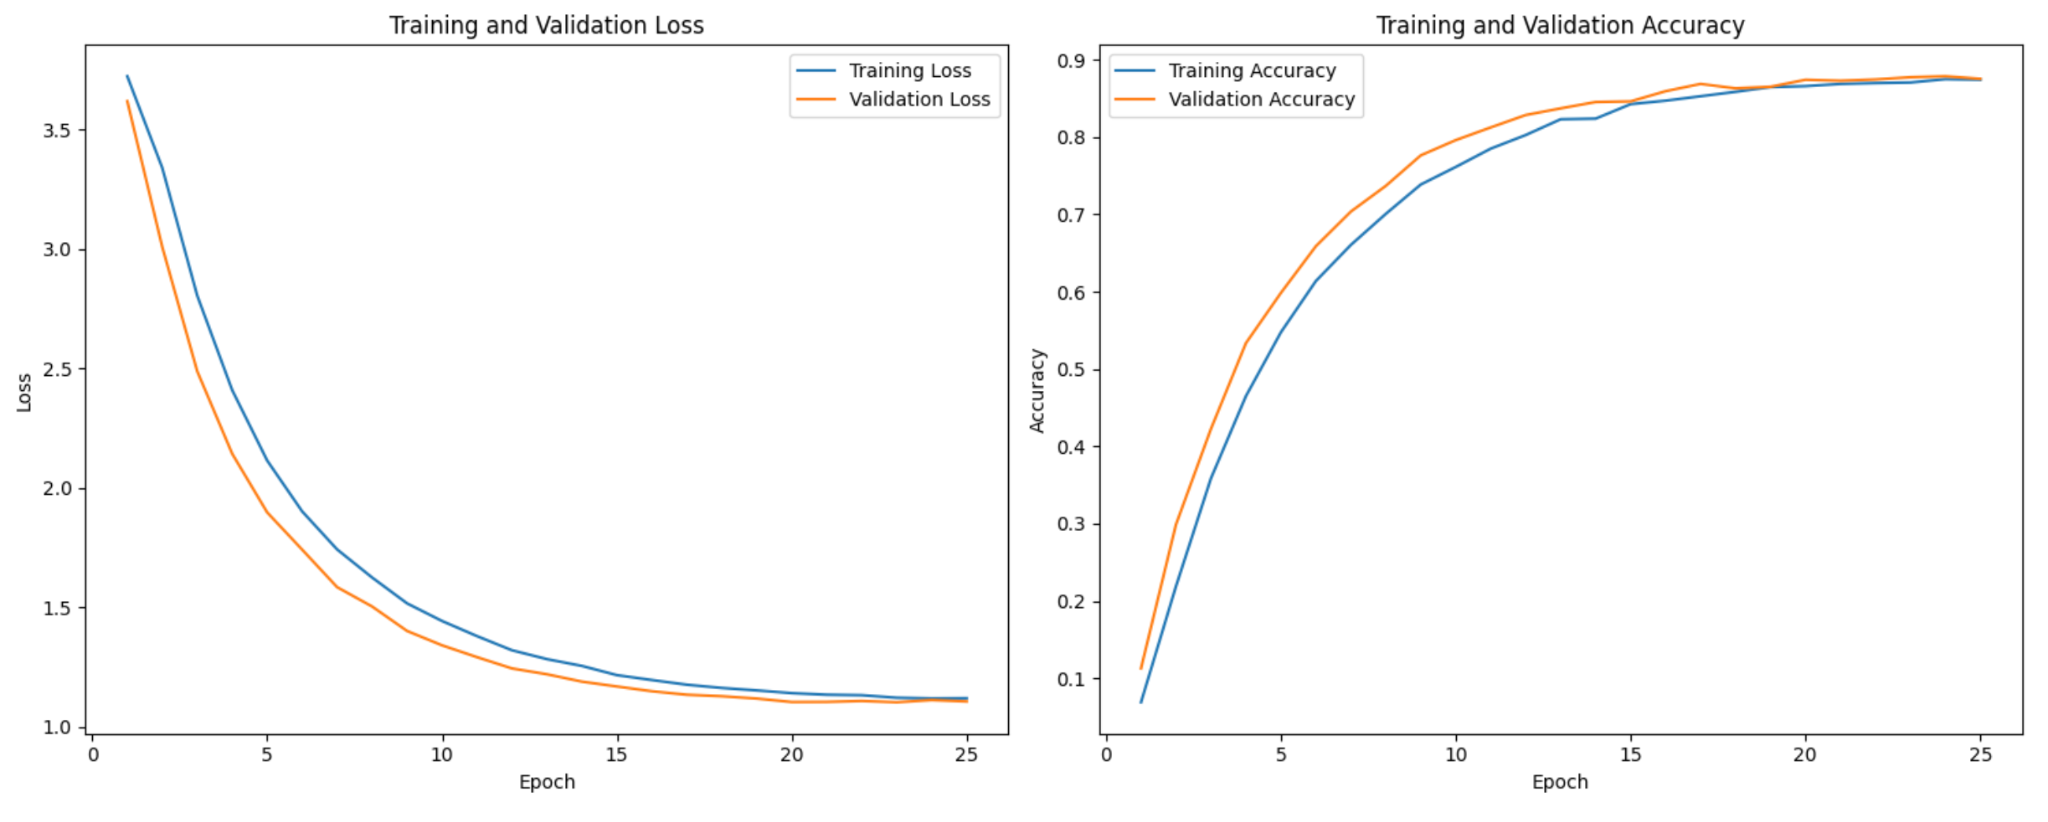 Training and Validation Loss
Training Loss
Validation Loss
3.5
3.0
2.5
2.0
1.5
1.0
Loss
0 5 10 15 20 25
Epoch
Training and Validation Accuracy
Training Accuracy
Validation Accuracy
0.9
0.8
0.7
0.6
0.5
0.4
0.3
0.2
0.1
Accuracy
0 5 10 15 20 25
Epoch